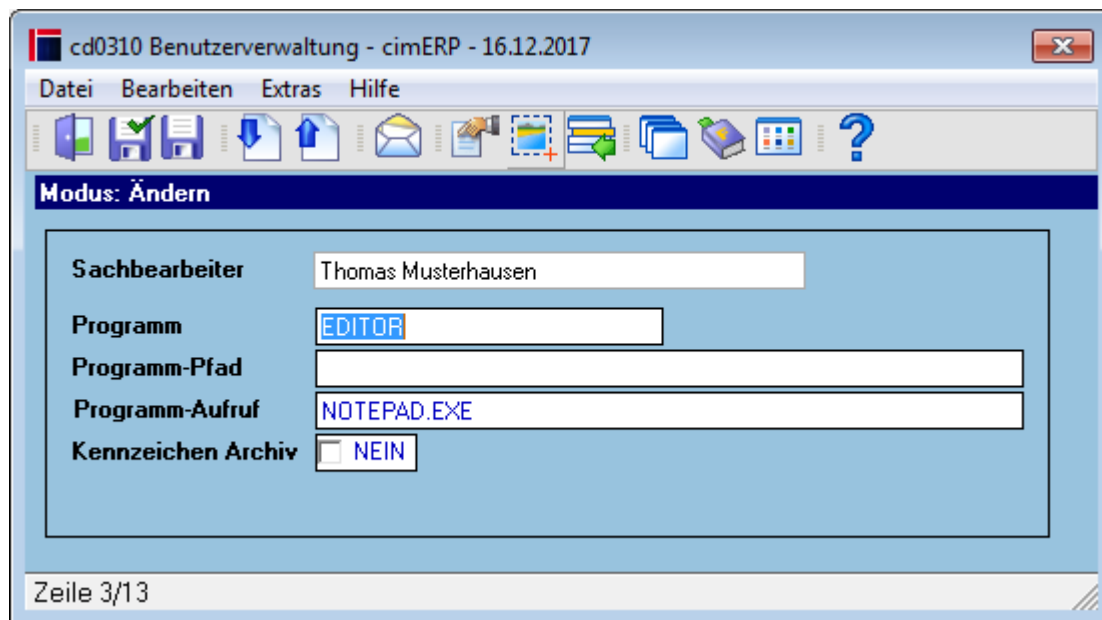 cd0310 Benutzerverwaltung - cimERP - 16.12.2017
Datei Bearbeiten Extras Hilfe
Modus: Ändern
Sachbearbeiter Thomas Musterhausen
Programm EDITOR
Programm-Pfad
Programm-Aufruf NOTEPAD.EXE
Kennzeichen Archiv NEIN
Zeile 3/13